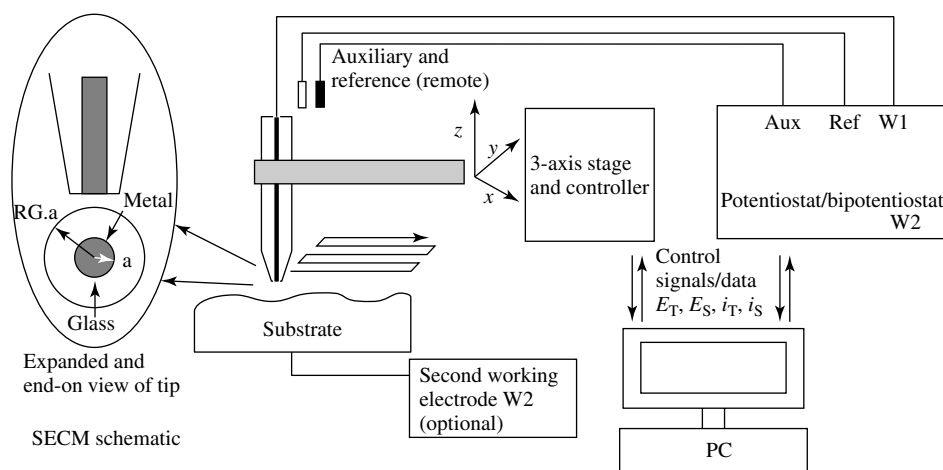 Auxiliary and
reference (remote)
Aux Ref W1
z
y
x
3-axis stage
and controller
Potentiostat/bipotentiostat
W2
RG.a
Metal
a
Glass
Expanded and
end-on view of tip
Substrate
Control
signals/data
E_T, E_S, i_T, i_S
Second working
electrode W2
(optional)
SECM schematic
PC